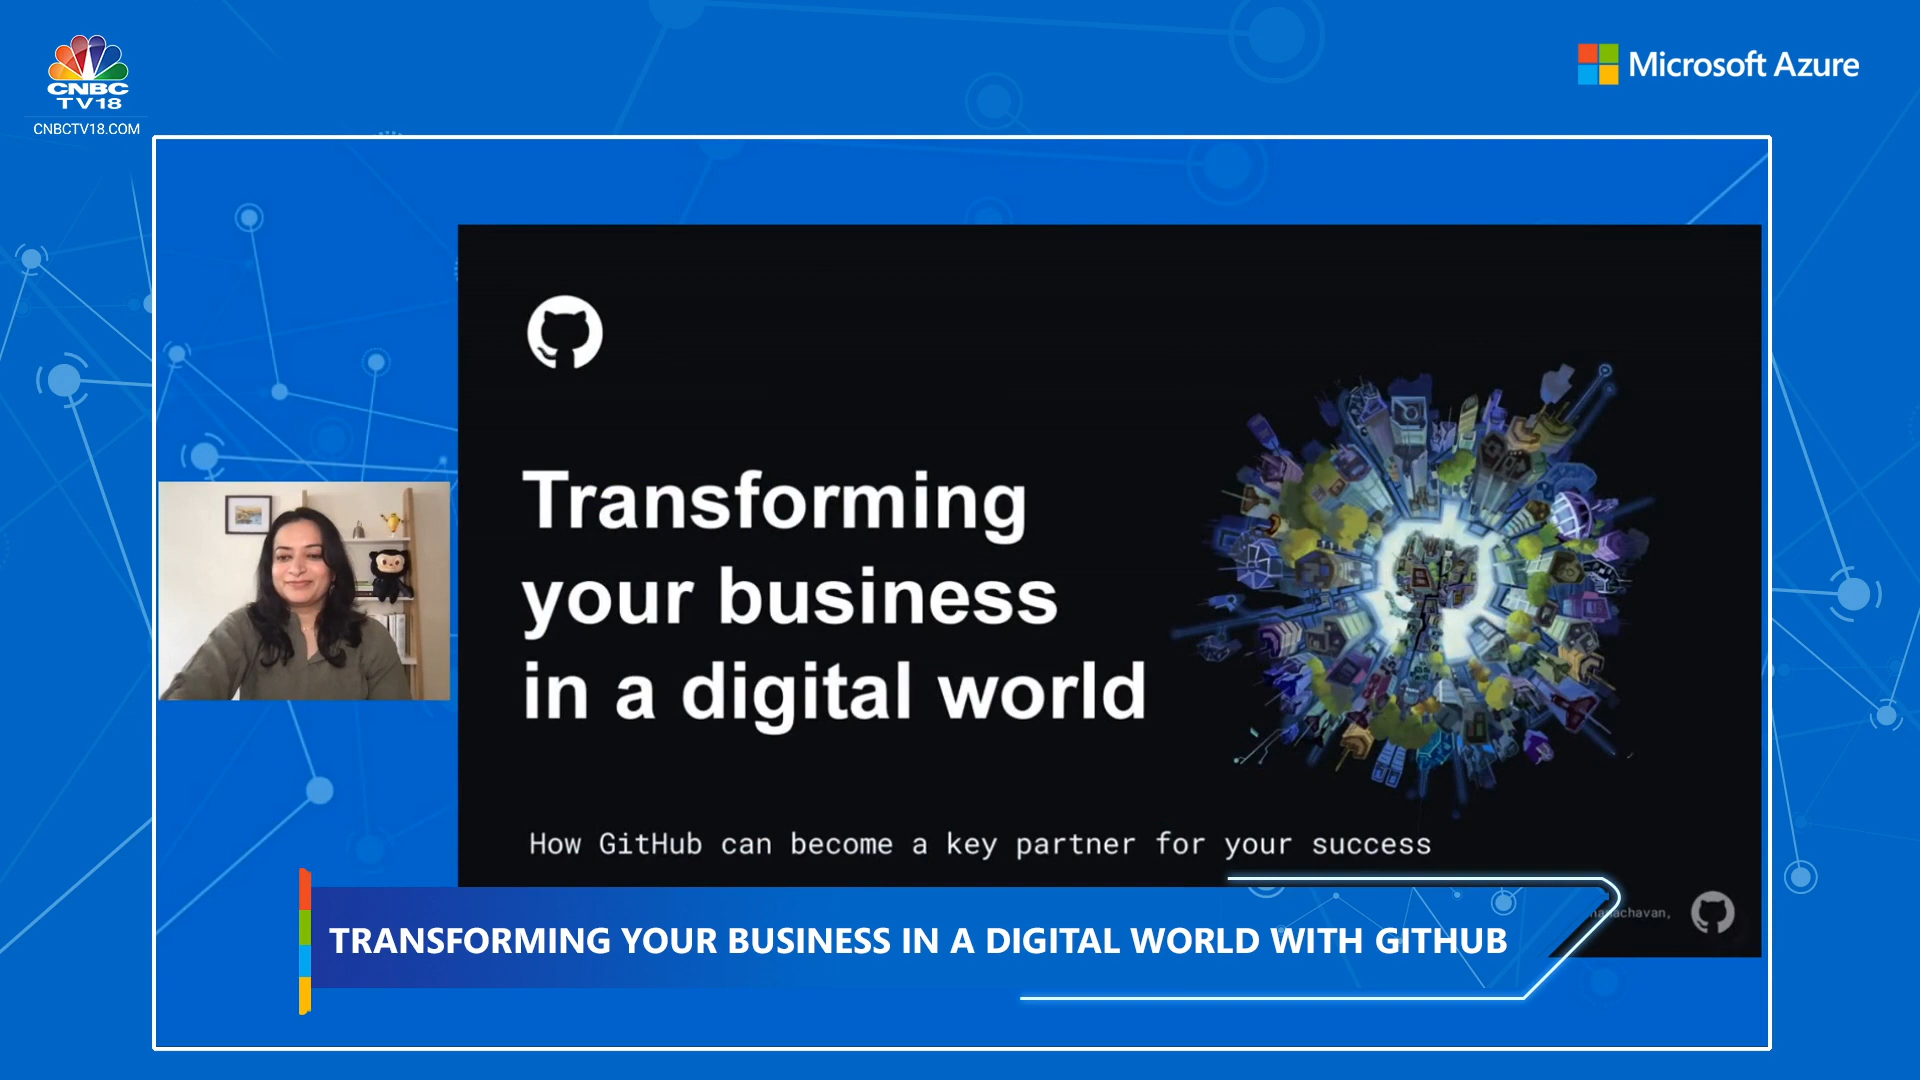 CNBC
TV18
CNBCTV18.COM
Microsoft Azure
Transforming
your business
in a digital world
How GitHub can become a key partner for your success
TRANSFORMING YOUR BUSINESS IN A DIGITAL WORLD WITH GITHUB